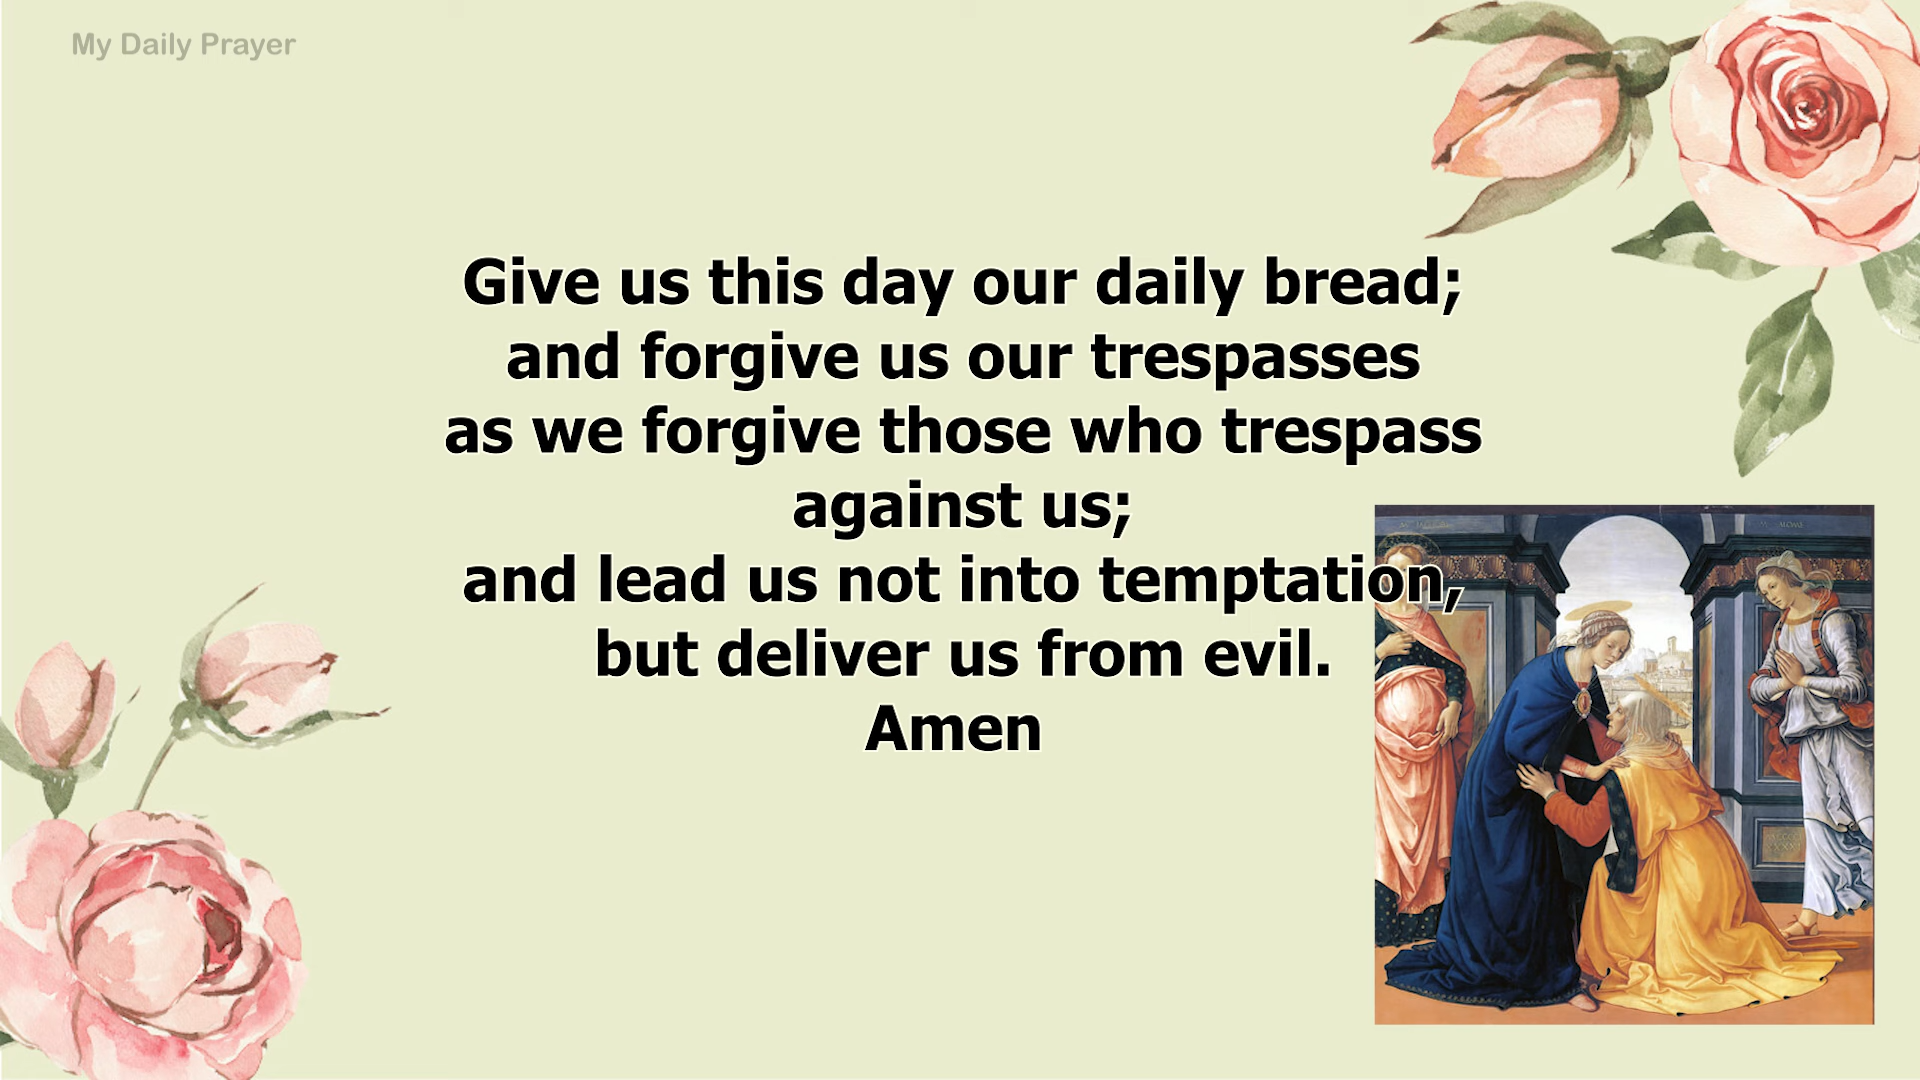 My Daily Prayer
Give us this day our daily bread;
and forgive us our trespasses
as we forgive those who trespass
against us;
and lead us not into temptation,
but deliver us from evil.
Amen